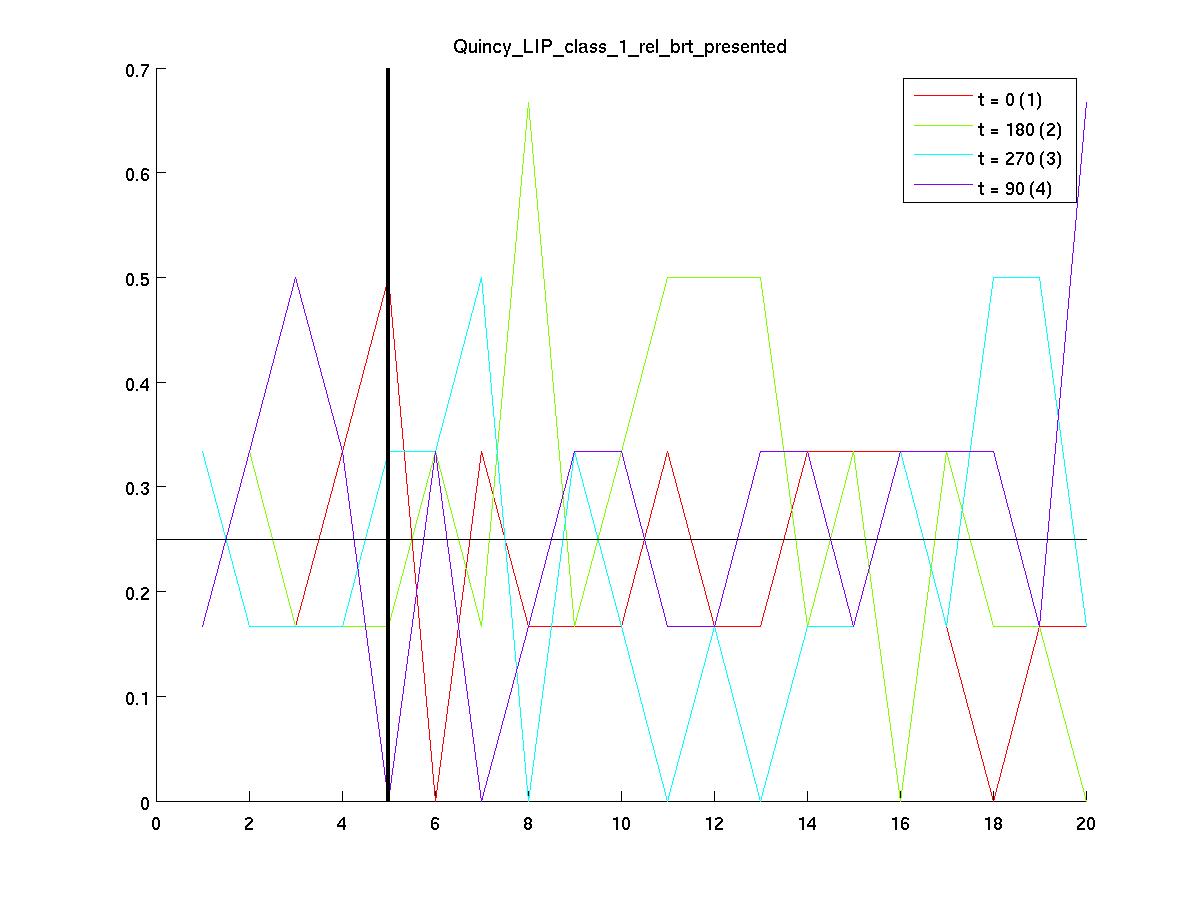 Quincy_LIP_class_1_rel_brt_presented
0.7
0.6
0.5
0.4
0.3
0.2
0.1
0
t = 0 (1)
t = 180 (2)
t = 270 (3)
t = 90 (4)
0 2 4 6 8 10 12 14 16 18 20